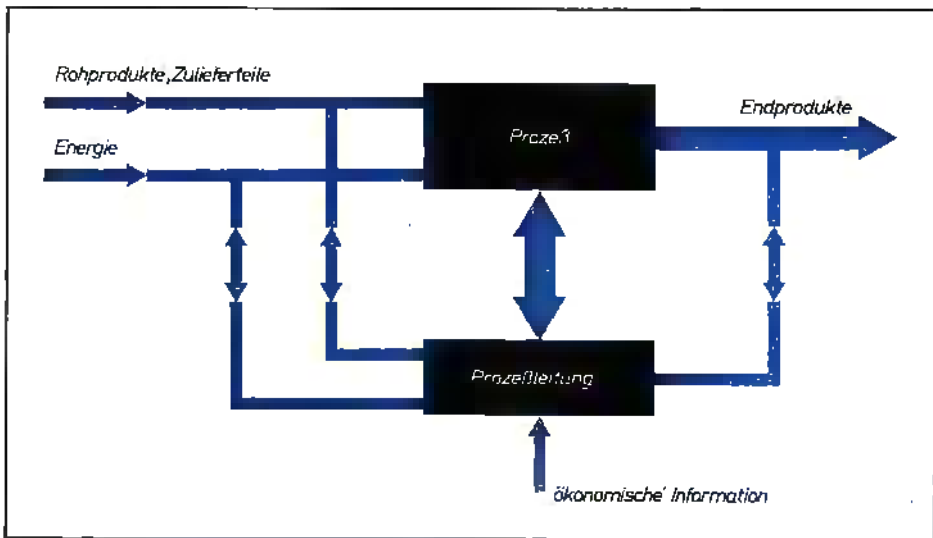 Rohprodukte, Zulieferteile
Endprodukte
Prozeß
Energie
Prozeßleitung
ökonomische Information